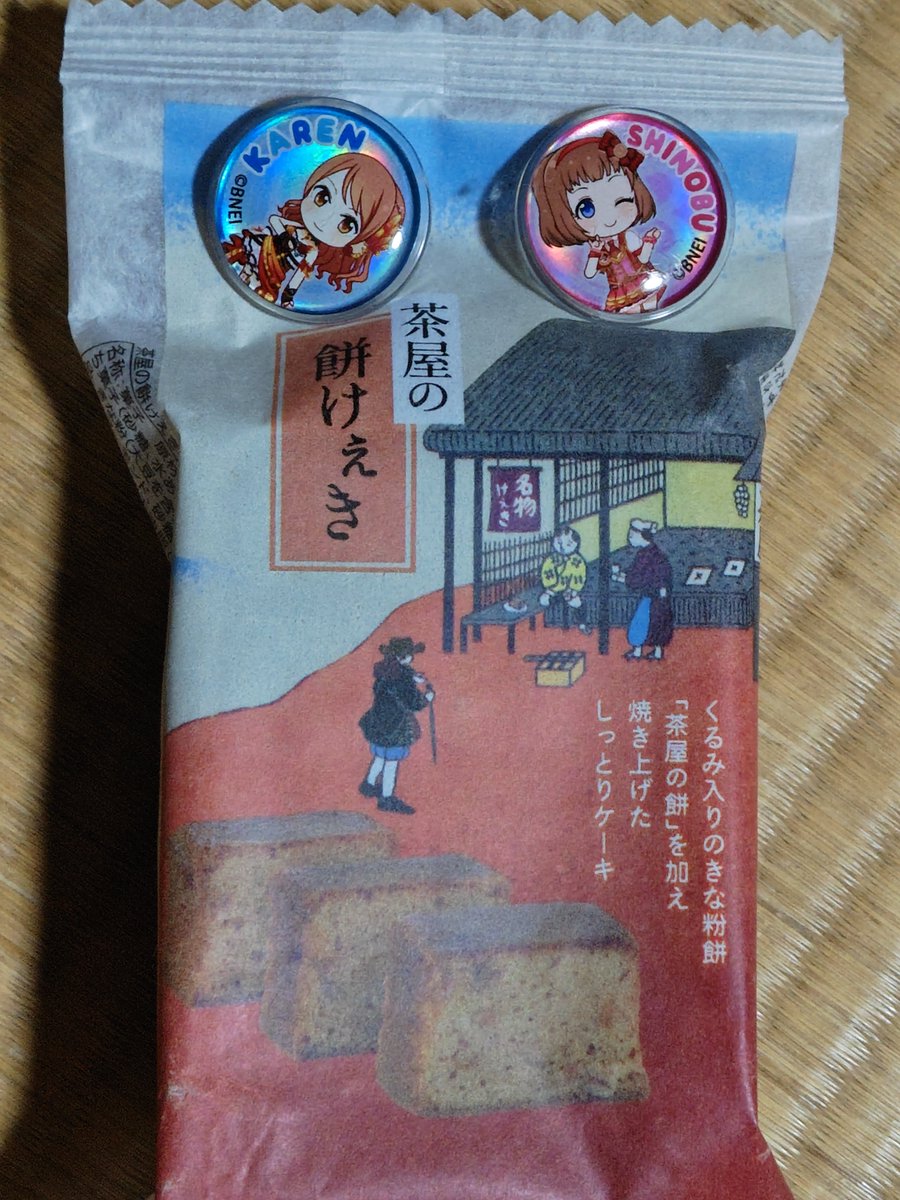 KAREN
©BNEI
SHINOBU
©BNEI
茶屋の
餅けぇき
名物
けぇき
くるみ入りのきな粉餅
「茶屋の餅」を加え
焼き上げた
しっとりケーキ